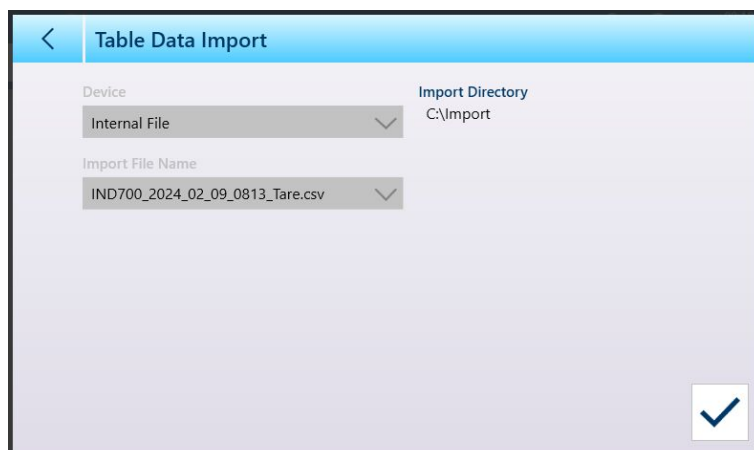 Table Data Import
Device
Internal File
Import File Name
IND700_2024_02_09_0813_Tare.csv
Import Directory
C:\Import